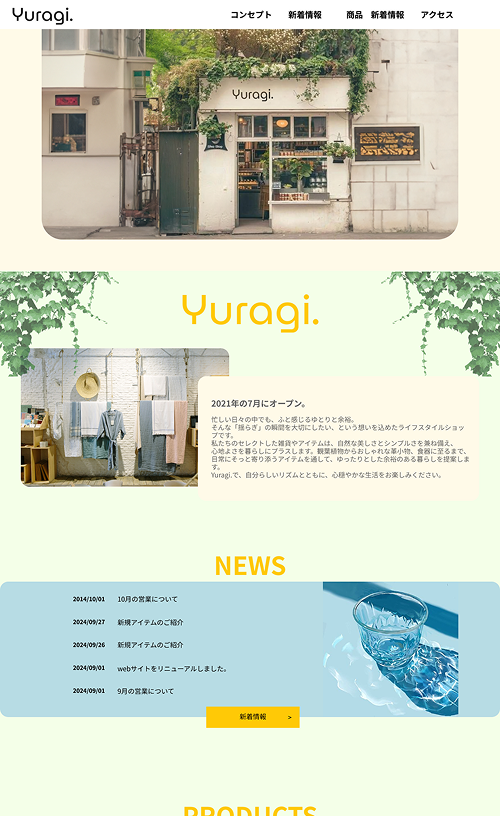 Yuragi.
コンセプト 新着情報 商品 新着情報 アクセス
Yuragi.
Yuragi.
2021年の7月にオープン。
忙しい日々の中でも、ふと感じるゆとりと余裕。
そんな「揺らぎ」の瞬間を大切にしたい、という想いを込めたライフスタイルショッ
プです。
私たちのセレクトした雑貨やアイテムは、自然な美しさとシンプルさを兼ね備え、
心地よさを暮らしにプラスします。観葉植物からおしゃれな革小物、食器に至るまで、
日常にそっと寄り添うアイテムを通して、ゆったりとした余裕のある暮らしを提案しま
す。
Yuragi.で、自分らしいリズムとともに、心穏やかな生活をお楽しみください。
NEWS
2014/10/01 10月の営業について
2024/09/27 新規アイテムのご紹介
2024/09/26 新規アイテムのご紹介
2024/09/01 webサイトをリニューアルしました。
2024/09/01 9月の営業について
新着情報 >
PRODUCTS